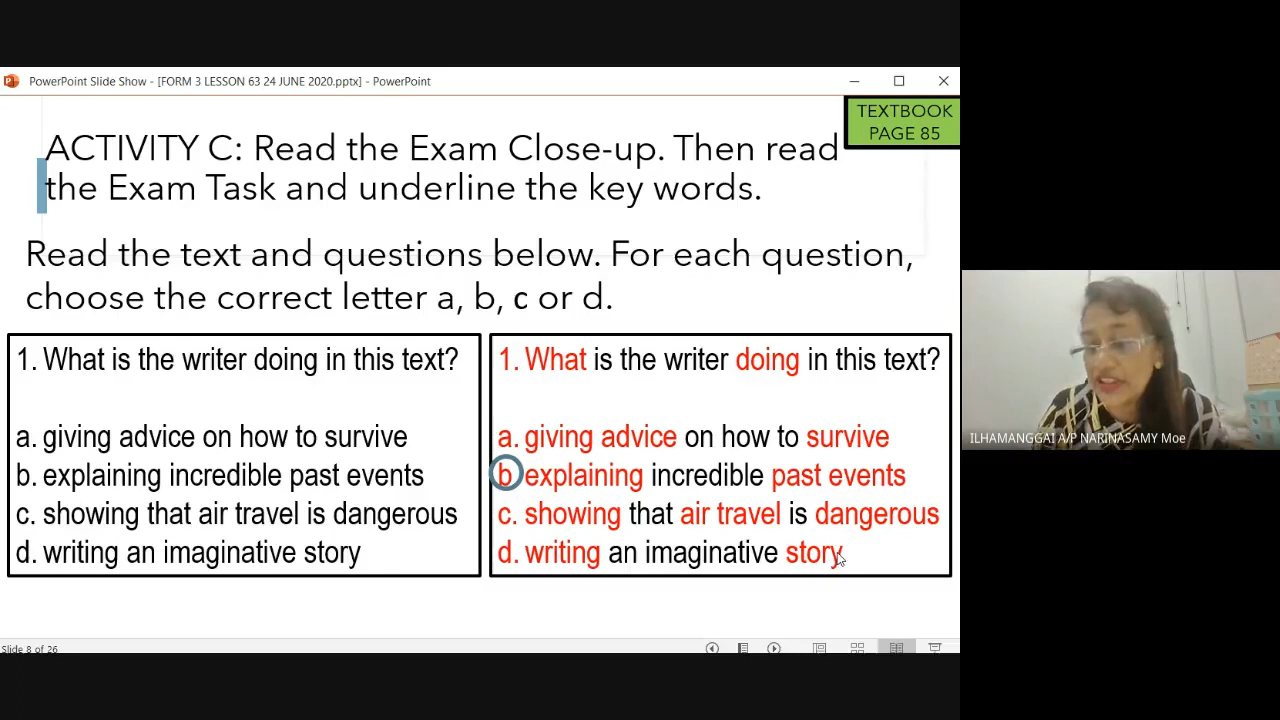 PowerPoint Slide Show - [FORM 3 LESSON 63 24 JUNE 2020.pptx] - PowerPoint
TEXTBOOK
PAGE 85
ACTIVITY C: Read the Exam Close-up. Then read
the Exam Task and underline the key words.
Read the text and questions below. For each question,
choose the correct letter a, b, c or d.
1. What is the writer doing in this text?
a. giving advice on how to survive
b. explaining incredible past events
c. showing that air travel is dangerous
d. writing an imaginative story
1. What is the writer doing in this text?
a. giving advice on how to survive
b explaining incredible past events
c. showing that air travel is dangerous
d. writing an imaginative story
ILHAMANGGAI A/P NARINASAMY Moe
Slide 8 of 26